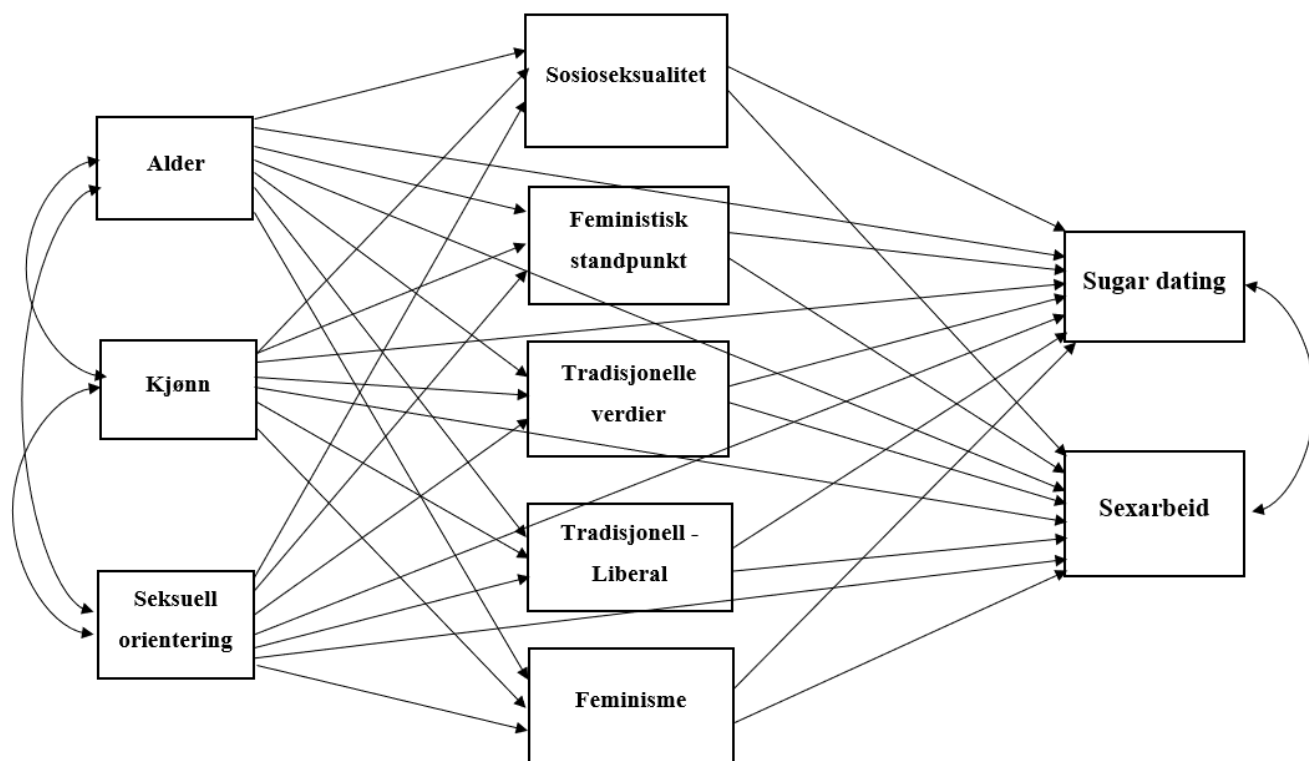 Alder
Kjønn
Seksuell
orientering
Sosioseksualitet
Feministisk
standpunkt
Tradisjonelle
verdier
Tradisjonell -
Liberal
Feminisme
Sugar dating
Sexarbeid